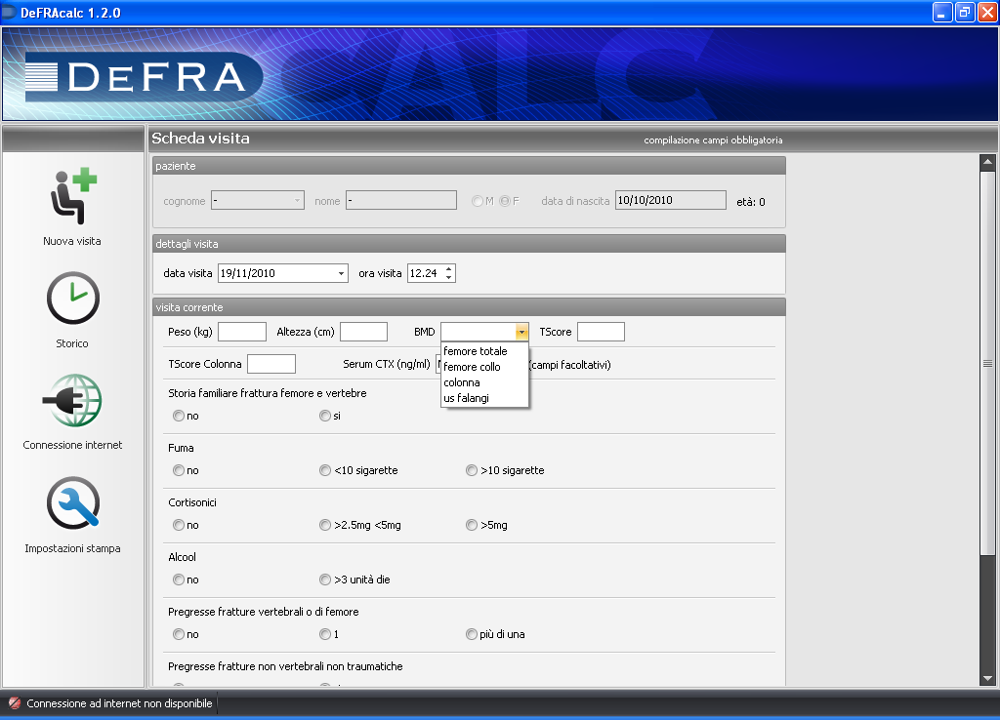 DeFRAcalc 1.2.0
DEFRA
CALC
Scheda visita
compilazione campi obbligatoria
paziente
cognome - nome - M F data di nascita 10/10/2010 età: 0
Nuova visita
dettagli visita
data visita 19/11/2010 ora visita 12.24
Storico
visita corrente
Peso (kg) Altezza (cm) BMD TScore
femore totale
femore collo
colonna
us falangi
TScore Colonna Serum CTX (ng/ml) (campi facoltativi)
Storia familiare frattura femore e vertebre
no si
Connessione internet
Fuma
no <10 sigarette >10 sigarette
Cortisonici
no >2.5mg <5mg >5mg
Impostazioni stampa
Alcool
no >3 unità die
Pregresse fratture vertebrali o di femore
no 1 più di una
Pregresse fratture non vertebrali non traumatiche
Connessione ad internet non disponibile